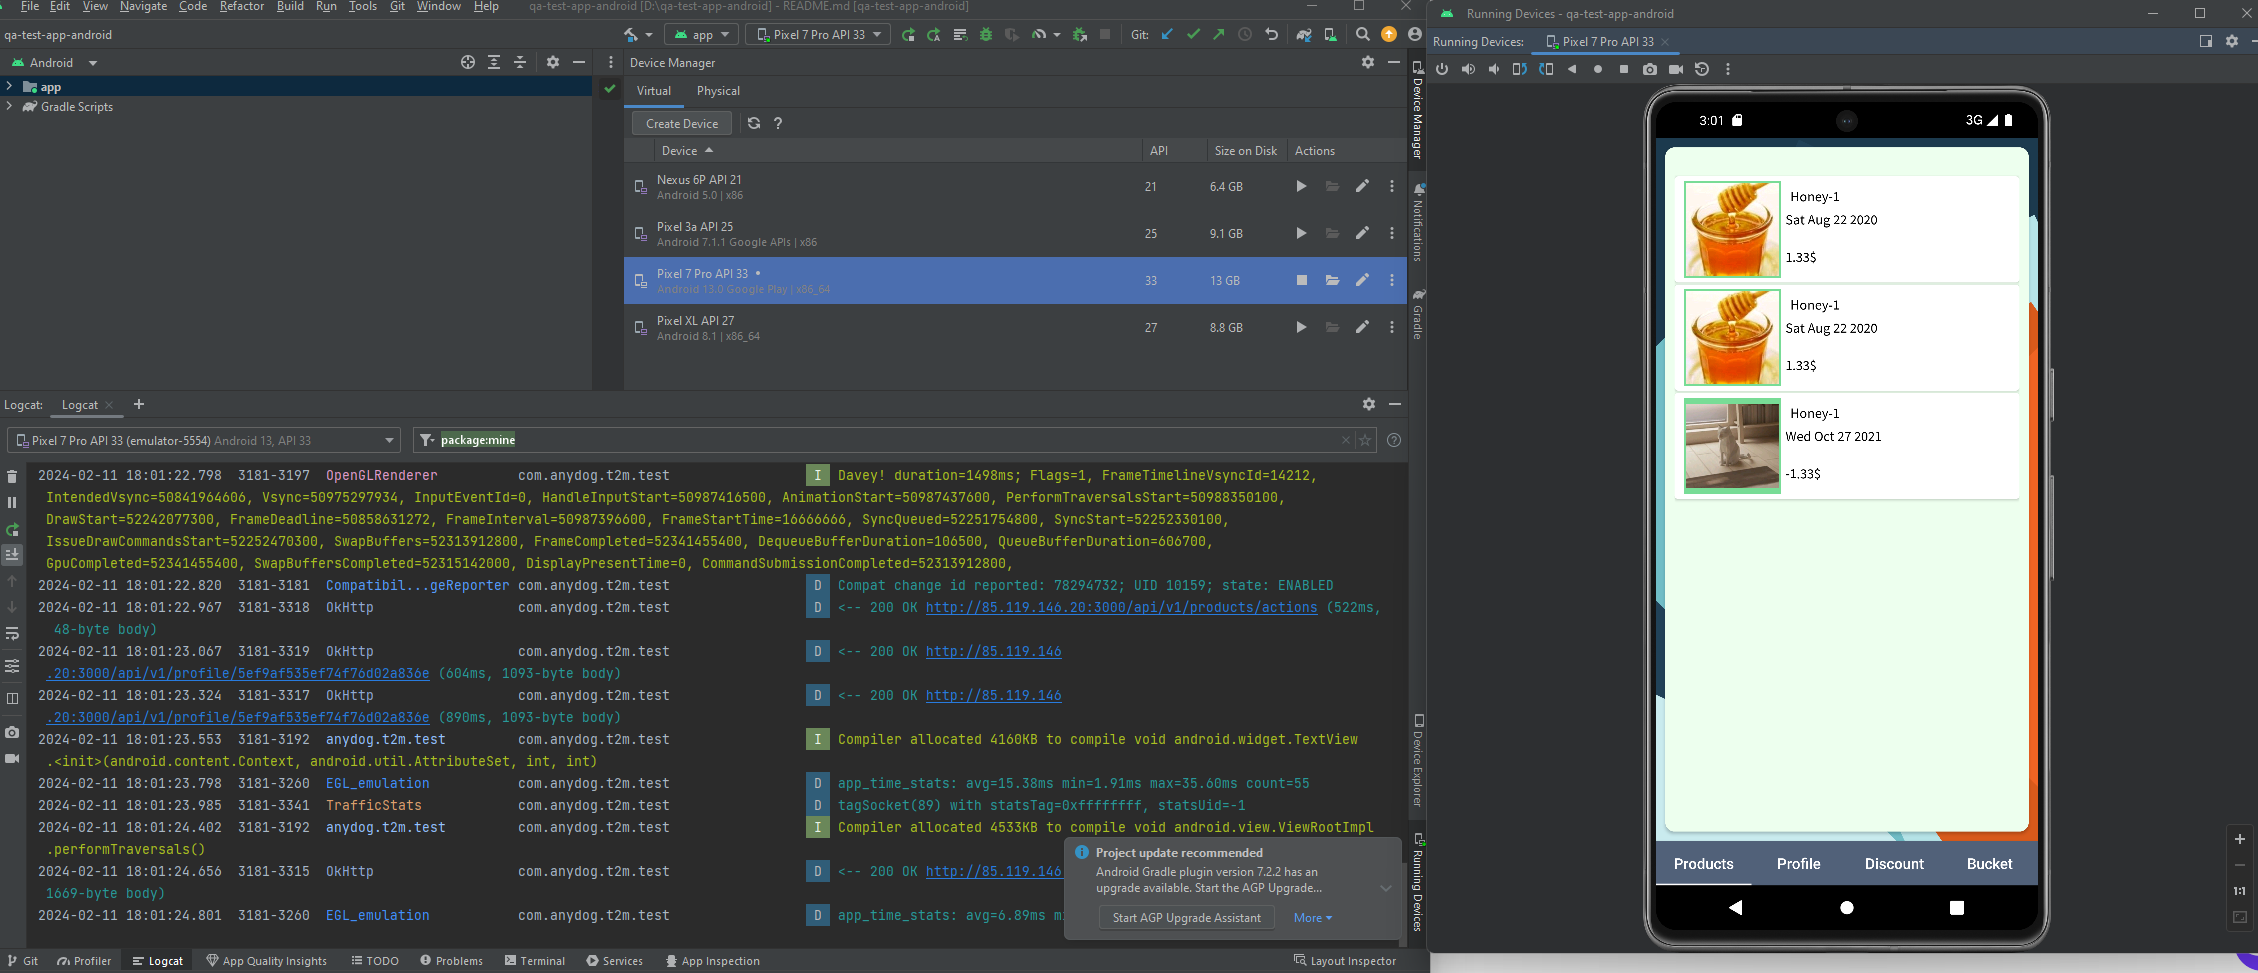 File Edit View Navigate Code Refactor Build Run Tools Git Window Help qa-test-app-android [D:\qa-test-app-android] - README.md [qa-test-app-android]
qa-test-app-android
app
Pixel 7 Pro API 33
Git:
Android
app
Gradle Scripts
Device Manager
Virtual Physical
Create Device ?
Device API Size on Disk Actions
Nexus 6P API 21
Android 5.0 | x86
21 6.4 GB
Pixel 3a API 25
Android 7.1.1 Google APIs | x86
25 9.1 GB
Pixel 7 Pro API 33 •
Android 13.0 Google Play | x86_64
33 13 GB
Pixel XL API 27
Android 8.1 | x86_64
27 8.8 GB
Device Manager
Notifications
Gradle
Device Explorer
Running Devices
Logcat: Logcat +
Pixel 7 Pro API 33 (emulator-5554) Android 13, API 33
package:mine
2024-02-11 18:01:22.798 3181-3197 OpenGLRenderer com.anydog.t2m.test I Davey! duration=1498ms; Flags=1, FrameTimelineVsyncId=14212,
IntendedVsync=50841964606, Vsync=50975297934, InputEventId=0, HandleInputStart=50987416500, AnimationStart=50987437600, PerformTraversalsStart=50988350100,
DrawStart=52242077300, FrameDeadline=50858631272, FrameInterval=50987396600, FrameStartTime=16666666, SyncQueued=52251754800, SyncStart=52252330100,
IssueDrawCommandsStart=52252470300, SwapBuffers=52313912800, FrameCompleted=52341455400, DequeueBufferDuration=106500, QueueBufferDuration=606700,
GpuCompleted=52341455400, SwapBuffersCompleted=52315142000, DisplayPresentTime=0, CommandSubmissionCompleted=52313912800,
2024-02-11 18:01:22.820 3181-3181 Compatibil...geReporter com.anydog.t2m.test D Compat change id reported: 78294732; UID 10159; state: ENABLED
2024-02-11 18:01:22.967 3181-3318 OkHttp com.anydog.t2m.test D <-- 200 OK http://85.119.146.20:3000/api/v1/products/actions (522ms,
48-byte body)
2024-02-11 18:01:23.067 3181-3319 OkHttp com.anydog.t2m.test D <-- 200 OK http://85.119.146
.20:3000/api/v1/profile/5ef9af535ef74f76d02a836e (604ms, 1093-byte body)
2024-02-11 18:01:23.324 3181-3317 OkHttp com.anydog.t2m.test D <-- 200 OK http://85.119.146
.20:3000/api/v1/profile/5ef9af535ef74f76d02a836e (890ms, 1093-byte body)
2024-02-11 18:01:23.553 3181-3192 anydog.t2m.test com.anydog.t2m.test I Compiler allocated 4160KB to compile void android.widget.TextView
.<init>(android.content.Context, android.util.AttributeSet, int, int)
2024-02-11 18:01:23.798 3181-3260 EGL_emulation com.anydog.t2m.test D app_time_stats: avg=15.38ms min=1.91ms max=35.60ms count=55
2024-02-11 18:01:23.985 3181-3341 TrafficStats com.anydog.t2m.test D tagSocket(89) with statsTag=0xffffffff, statsUid=-1
2024-02-11 18:01:24.402 3181-3192 anydog.t2m.test com.anydog.t2m.test I Compiler allocated 4533KB to compile void android.view.ViewRootImpl
.performTraversals()
2024-02-11 18:01:24.656 3181-3315 OkHttp com.anydog.t2m.test D <-- 200 OK http://85.119.146
1669-byte body)
2024-02-11 18:01:24.801 3181-3260 EGL_emulation com.anydog.t2m.test D app_time_stats: avg=6.89ms
Project update recommended
Android Gradle plugin version 7.2.2 has an
upgrade available. Start the AGP Upgrade...
Start AGP Upgrade Assistant More
Git Profiler Logcat App Quality Insights TODO Problems Terminal Services App Inspection Layout Inspector
Running Devices - qa-test-app-android
Running Devices: Pixel 7 Pro API 33
3:01 3G
Honey-1
Sat Aug 22 2020
1.33$
Honey-1
Sat Aug 22 2020
1.33$
Honey-1
Wed Oct 27 2021
-1.33$
Products Profile Discount Bucket
1:1